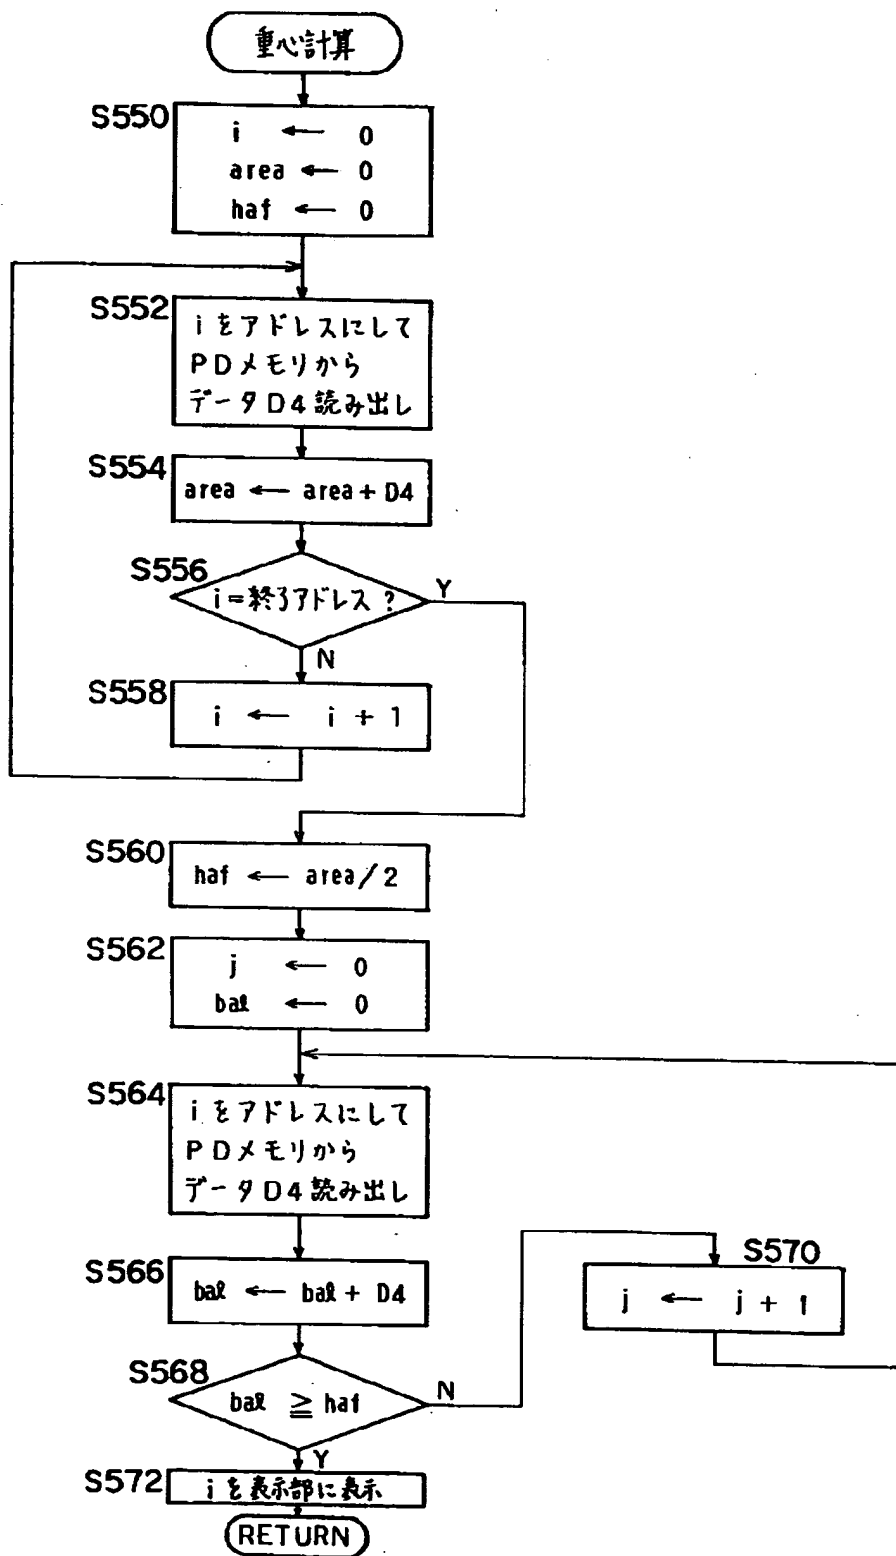 重心計算
S550
i ← 0
area ← 0
haf ← 0
S552
iをアドレスにして
PDメモリから
データD4読み出し
S554
area ← area + D4
S556
i=終了アドレス?
Y
N
S558
i ← i + 1
S560
haf ← area/2
S562
j ← 0
bal ← 0
S564
iをアドレスにして
PDメモリから
データD4読み出し
S566
bal ← bal + D4
S570
j ← j + 1
S568
bal ≧ haf
N
Y
S572
iを表示部に表示
RETURN